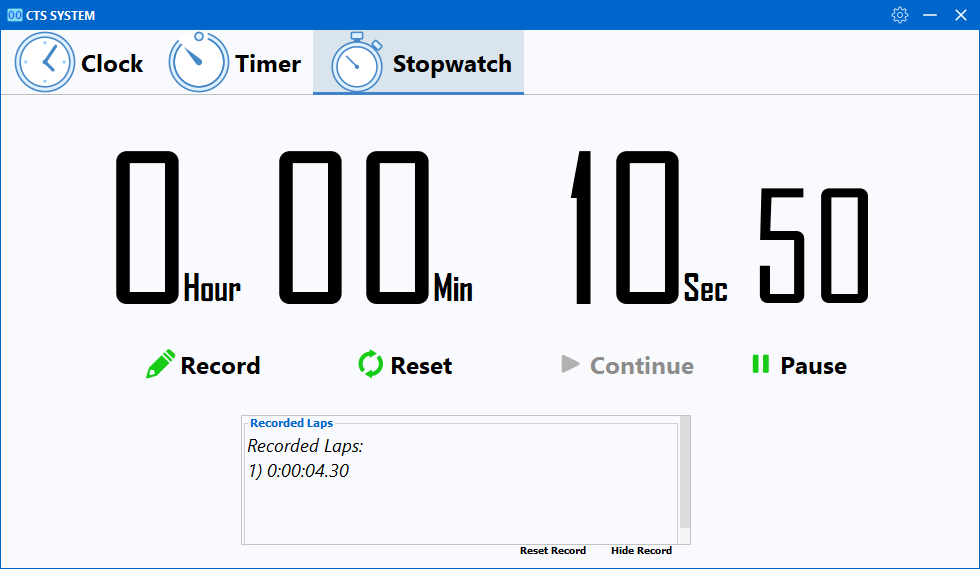 CTS SYSTEM
Clock Timer Stopwatch
0 Hour 00 Min 10 Sec 50
Record Reset Continue Pause
Recorded Laps
Recorded Laps:
1) 0:00:04.30
Reset Record Hide Record